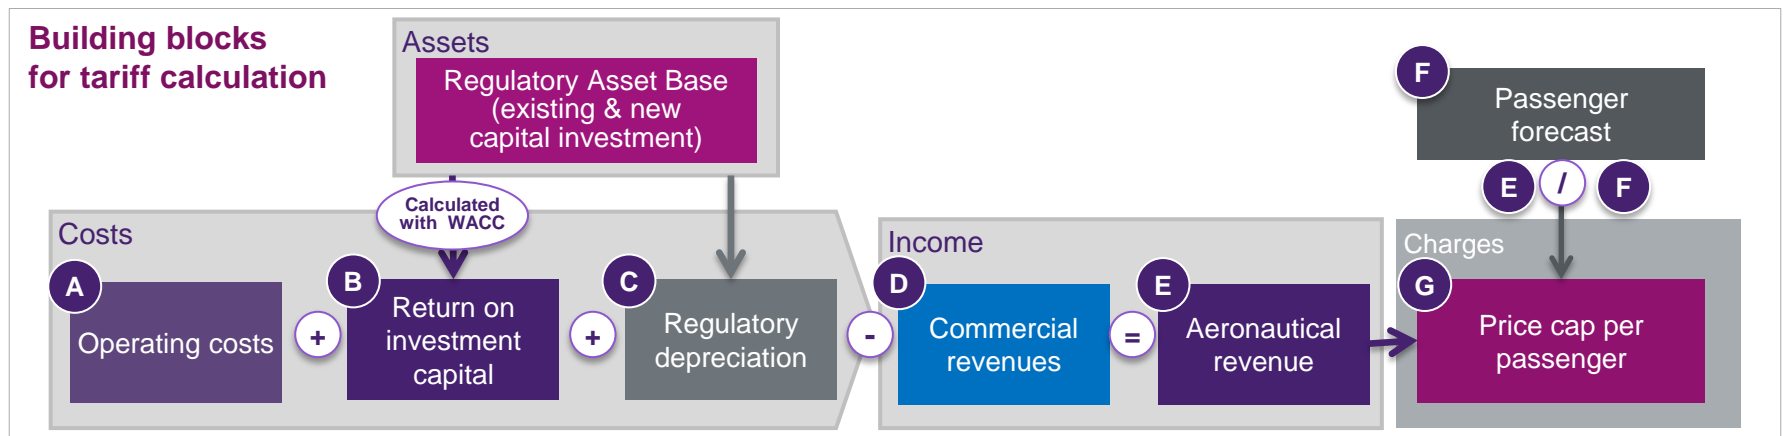 Building blocks
for tariff calculation
Assets
Regulatory Asset Base
(existing & new
capital investment)
Calculated
with WACC
Costs
A
Operating costs
+
B
Return on
investment
capital
+
C
Regulatory
depreciation
-
Income
D
Commercial
revenues
=
E
Aeronautical
revenue
F
Passenger
forecast
E / F
Charges
G
Price cap per
passenger